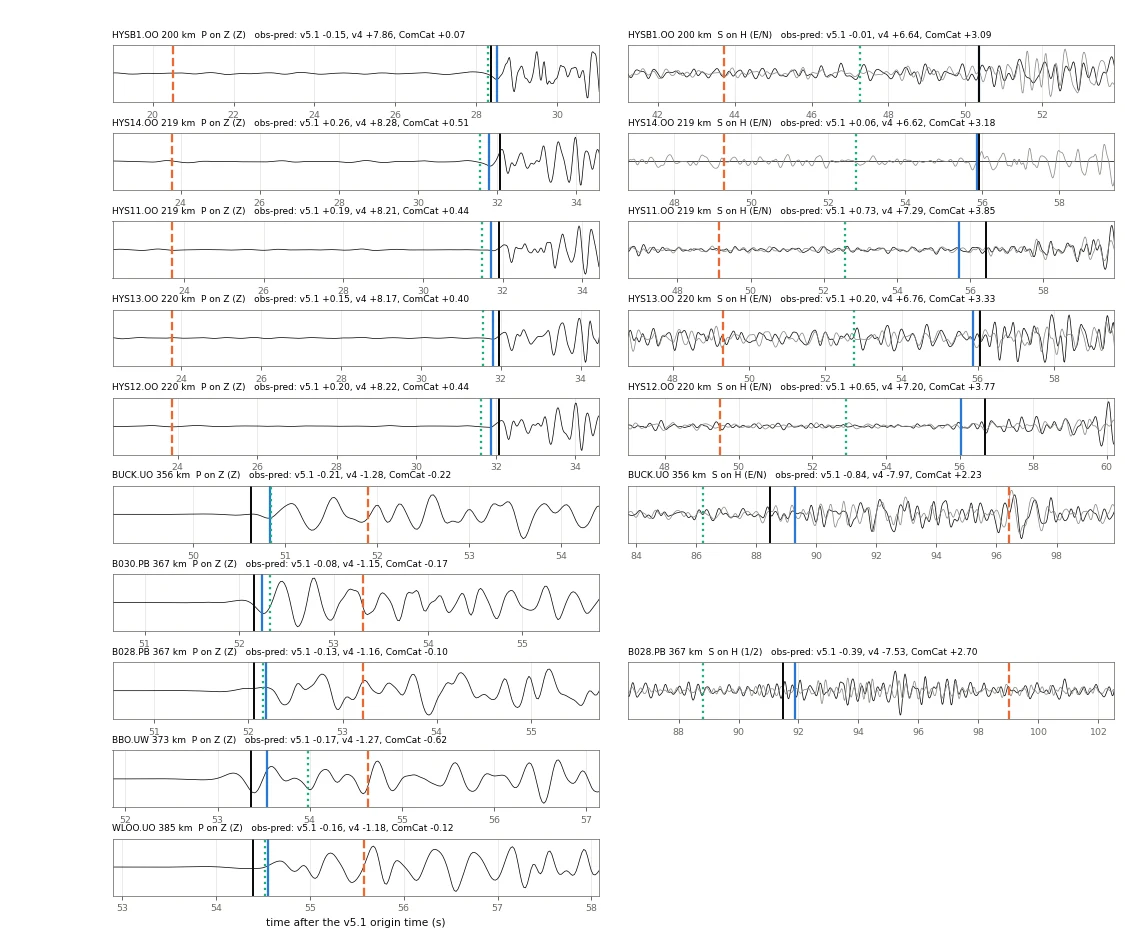 HYSB1.OO 200 km P on Z (Z) obs-pred: v5.1 -0.15, v4 +7.86, ComCat +0.07
HYSB1.OO 200 km S on H (E/N) obs-pred: v5.1 -0.01, v4 +6.64, ComCat +3.09
20 22 24 26 28 30
42 44 46 48 50 52
HYS14.OO 219 km P on Z (Z) obs-pred: v5.1 +0.26, v4 +8.28, ComCat +0.51
HYS14.OO 219 km S on H (E/N) obs-pred: v5.1 +0.06, v4 +6.62, ComCat +3.18
24 26 28 30 32 34
48 50 52 54 56 58
HYS11.OO 219 km P on Z (Z) obs-pred: v5.1 +0.19, v4 +8.21, ComCat +0.44
HYS11.OO 219 km S on H (E/N) obs-pred: v5.1 +0.73, v4 +7.29, ComCat +3.85
24 26 28 30 32 34
48 50 52 54 56 58
HYS13.OO 220 km P on Z (Z) obs-pred: v5.1 +0.15, v4 +8.17, ComCat +0.40
HYS13.OO 220 km S on H (E/N) obs-pred: v5.1 +0.20, v4 +6.76, ComCat +3.33
24 26 28 30 32 34
48 50 52 54 56 58
HYS12.OO 220 km P on Z (Z) obs-pred: v5.1 +0.20, v4 +8.22, ComCat +0.44
HYS12.OO 220 km S on H (E/N) obs-pred: v5.1 +0.65, v4 +7.20, ComCat +3.77
24 26 28 30 32 34
48 50 52 54 56 58 60
BUCK.UO 356 km P on Z (Z) obs-pred: v5.1 -0.21, v4 -1.28, ComCat -0.22
BUCK.UO 356 km S on H (E/N) obs-pred: v5.1 -0.84, v4 -7.97, ComCat +2.23
50 51 52 53 54
84 86 88 90 92 94 96 98
B030.PB 367 km P on Z (Z) obs-pred: v5.1 -0.08, v4 -1.15, ComCat -0.17
51 52 53 54 55
B028.PB 367 km P on Z (Z) obs-pred: v5.1 -0.13, v4 -1.16, ComCat -0.10
B028.PB 367 km S on H (1/2) obs-pred: v5.1 -0.39, v4 -7.53, ComCat +2.70
51 52 53 54 55
88 90 92 94 96 98 100 102
BBO.UW 373 km P on Z (Z) obs-pred: v5.1 -0.17, v4 -1.27, ComCat -0.62
52 53 54 55 56 57
WLOO.UO 385 km P on Z (Z) obs-pred: v5.1 -0.16, v4 -1.18, ComCat -0.12
53 54 55 56 57 58
time after the v5.1 origin time (s)